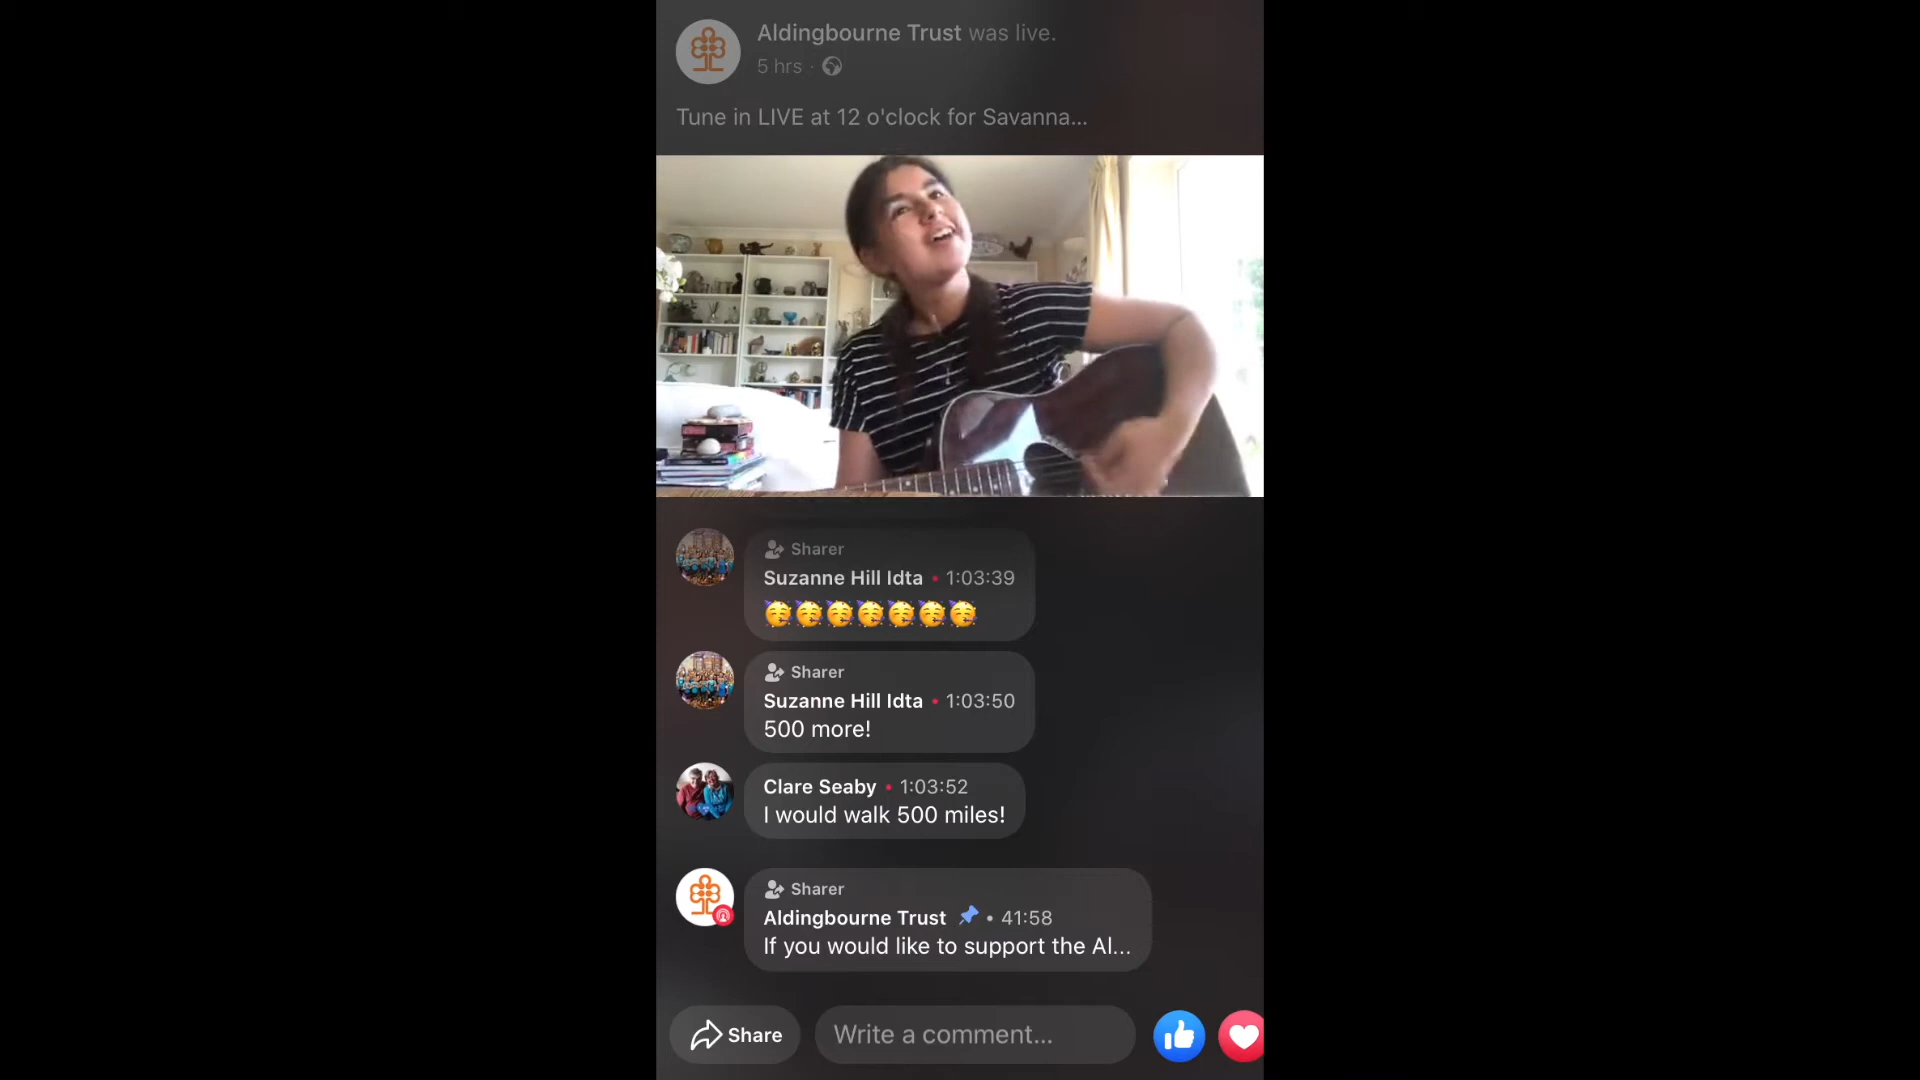 Aldingbourne Trust was live.
5 hrs ·
Tune in LIVE at 12 o'clock for Savanna...
Sharer
Suzanne Hill Idta • 1:03:39
🥳🥳🥳🥳🥳🥳🥳
Sharer
Suzanne Hill Idta • 1:03:50
500 more!
Clare Seaby • 1:03:52
I would walk 500 miles!
Sharer
Aldingbourne Trust 📌 • 41:58
If you would like to support the Al...
Share
Write a comment...